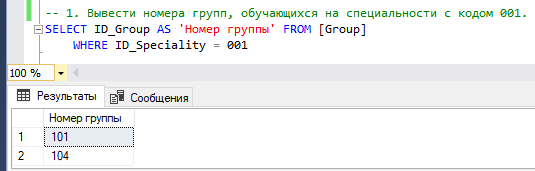 -- 1. Вывести номера групп, обучающихся на специальности с кодом 001.
SELECT ID_Group AS 'Номер группы' FROM [Group]
WHERE ID_Speciality = 001
100 %
Результаты Сообщения
Номер группы
1 101
2 104